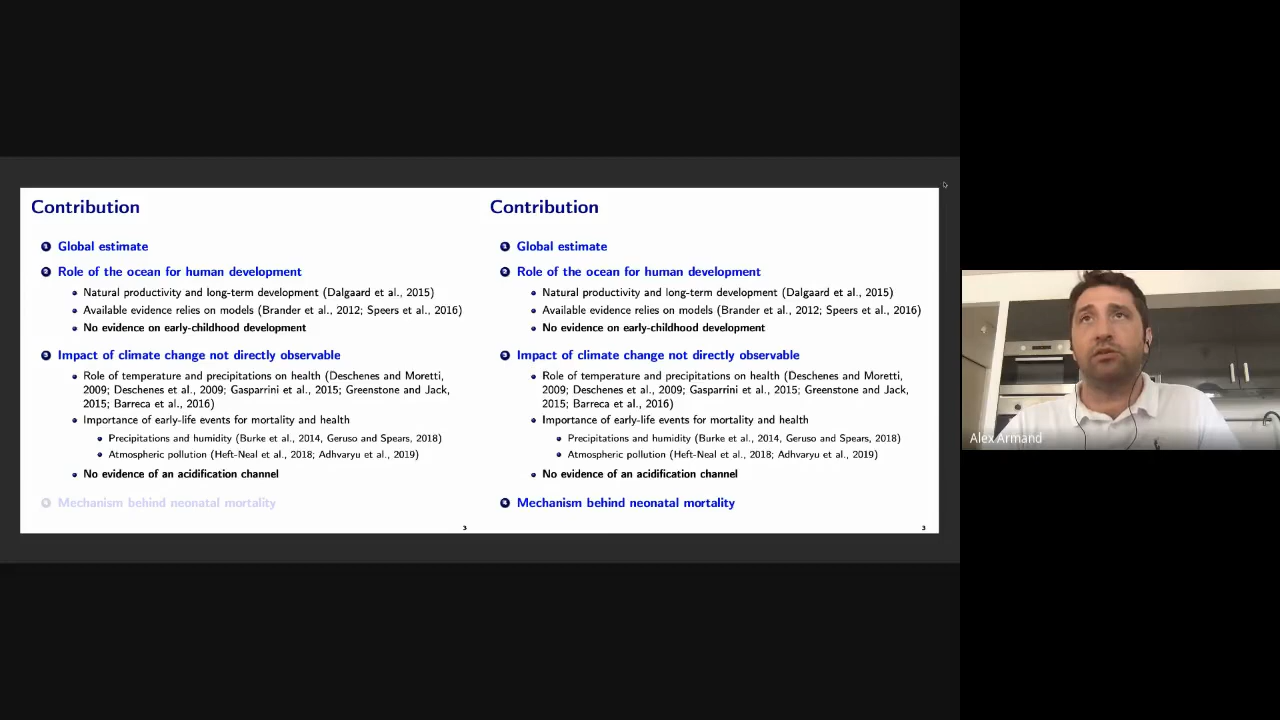 Contribution
1 Global estimate
2 Role of the ocean for human development
• Natural productivity and long-term development (Dalgaard et al., 2015)
• Available evidence relies on models (Brander et al., 2012; Speers et al., 2016)
• No evidence on early-childhood development
3 Impact of climate change not directly observable
• Role of temperature and precipitations on health (Deschenes and Moretti,
2009; Deschenes et al., 2009; Gasparrini et al., 2015; Greenstone and Jack,
2015; Barreca et al., 2016)
• Importance of early-life events for mortality and health
• Precipitations and humidity (Burke et al., 2014, Geruso and Spears, 2018)
• Atmospheric pollution (Heft-Neal et al., 2018; Adhvaryu et al., 2019)
• No evidence of an acidification channel
4 Mechanism behind neonatal mortality
3
Contribution
1 Global estimate
2 Role of the ocean for human development
• Natural productivity and long-term development (Dalgaard et al., 2015)
• Available evidence relies on models (Brander et al., 2012; Speers et al., 2016)
• No evidence on early-childhood development
3 Impact of climate change not directly observable
• Role of temperature and precipitations on health (Deschenes and Moretti,
2009; Deschenes et al., 2009; Gasparrini et al., 2015; Greenstone and Jack,
2015; Barreca et al., 2016)
• Importance of early-life events for mortality and health
• Precipitations and humidity (Burke et al., 2014, Geruso and Spears, 2018)
• Atmospheric pollution (Heft-Neal et al., 2018; Adhvaryu et al., 2019)
• No evidence of an acidification channel
4 Mechanism behind neonatal mortality
3
Alex Armand